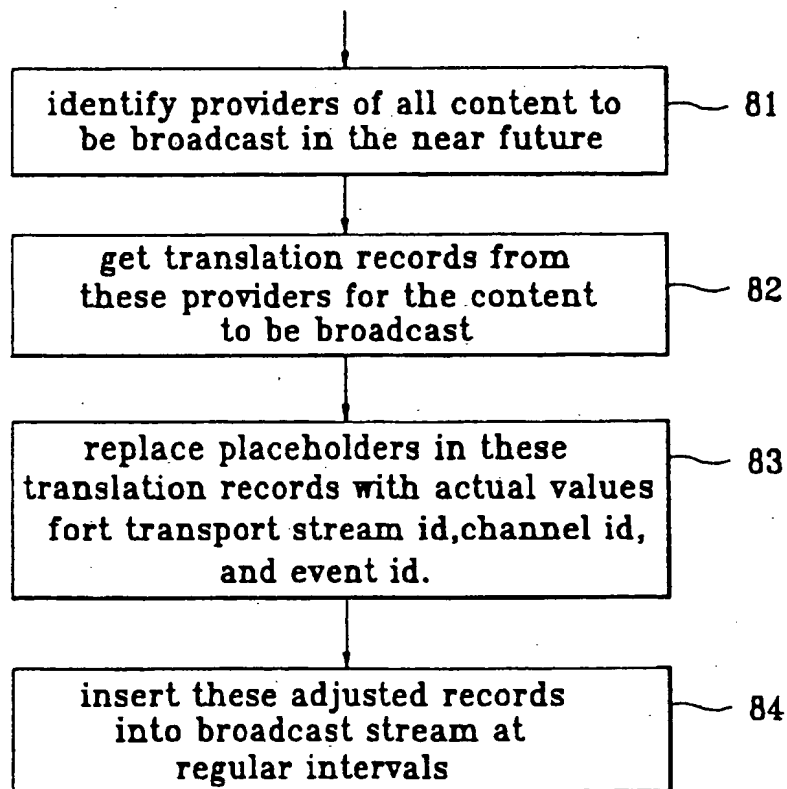 identify providers of all content to
be broadcast in the near future
81
get translation records from
these providers for the content
to be broadcast
82
replace placeholders in these
translation records with actual values
fort transport stream id,channel id,
and event id.
83
insert these adjusted records
into broadcast stream at
regular intervals
84